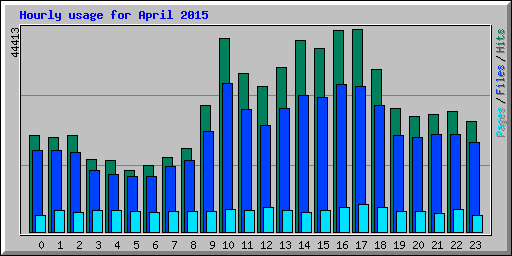 Hourly usage for April 2015
44413
Pages/Files/Hits
0 1 2 3 4 5 6 7 8 9 10 11 12 13 14 15 16 17 18 19 20 21 22 23